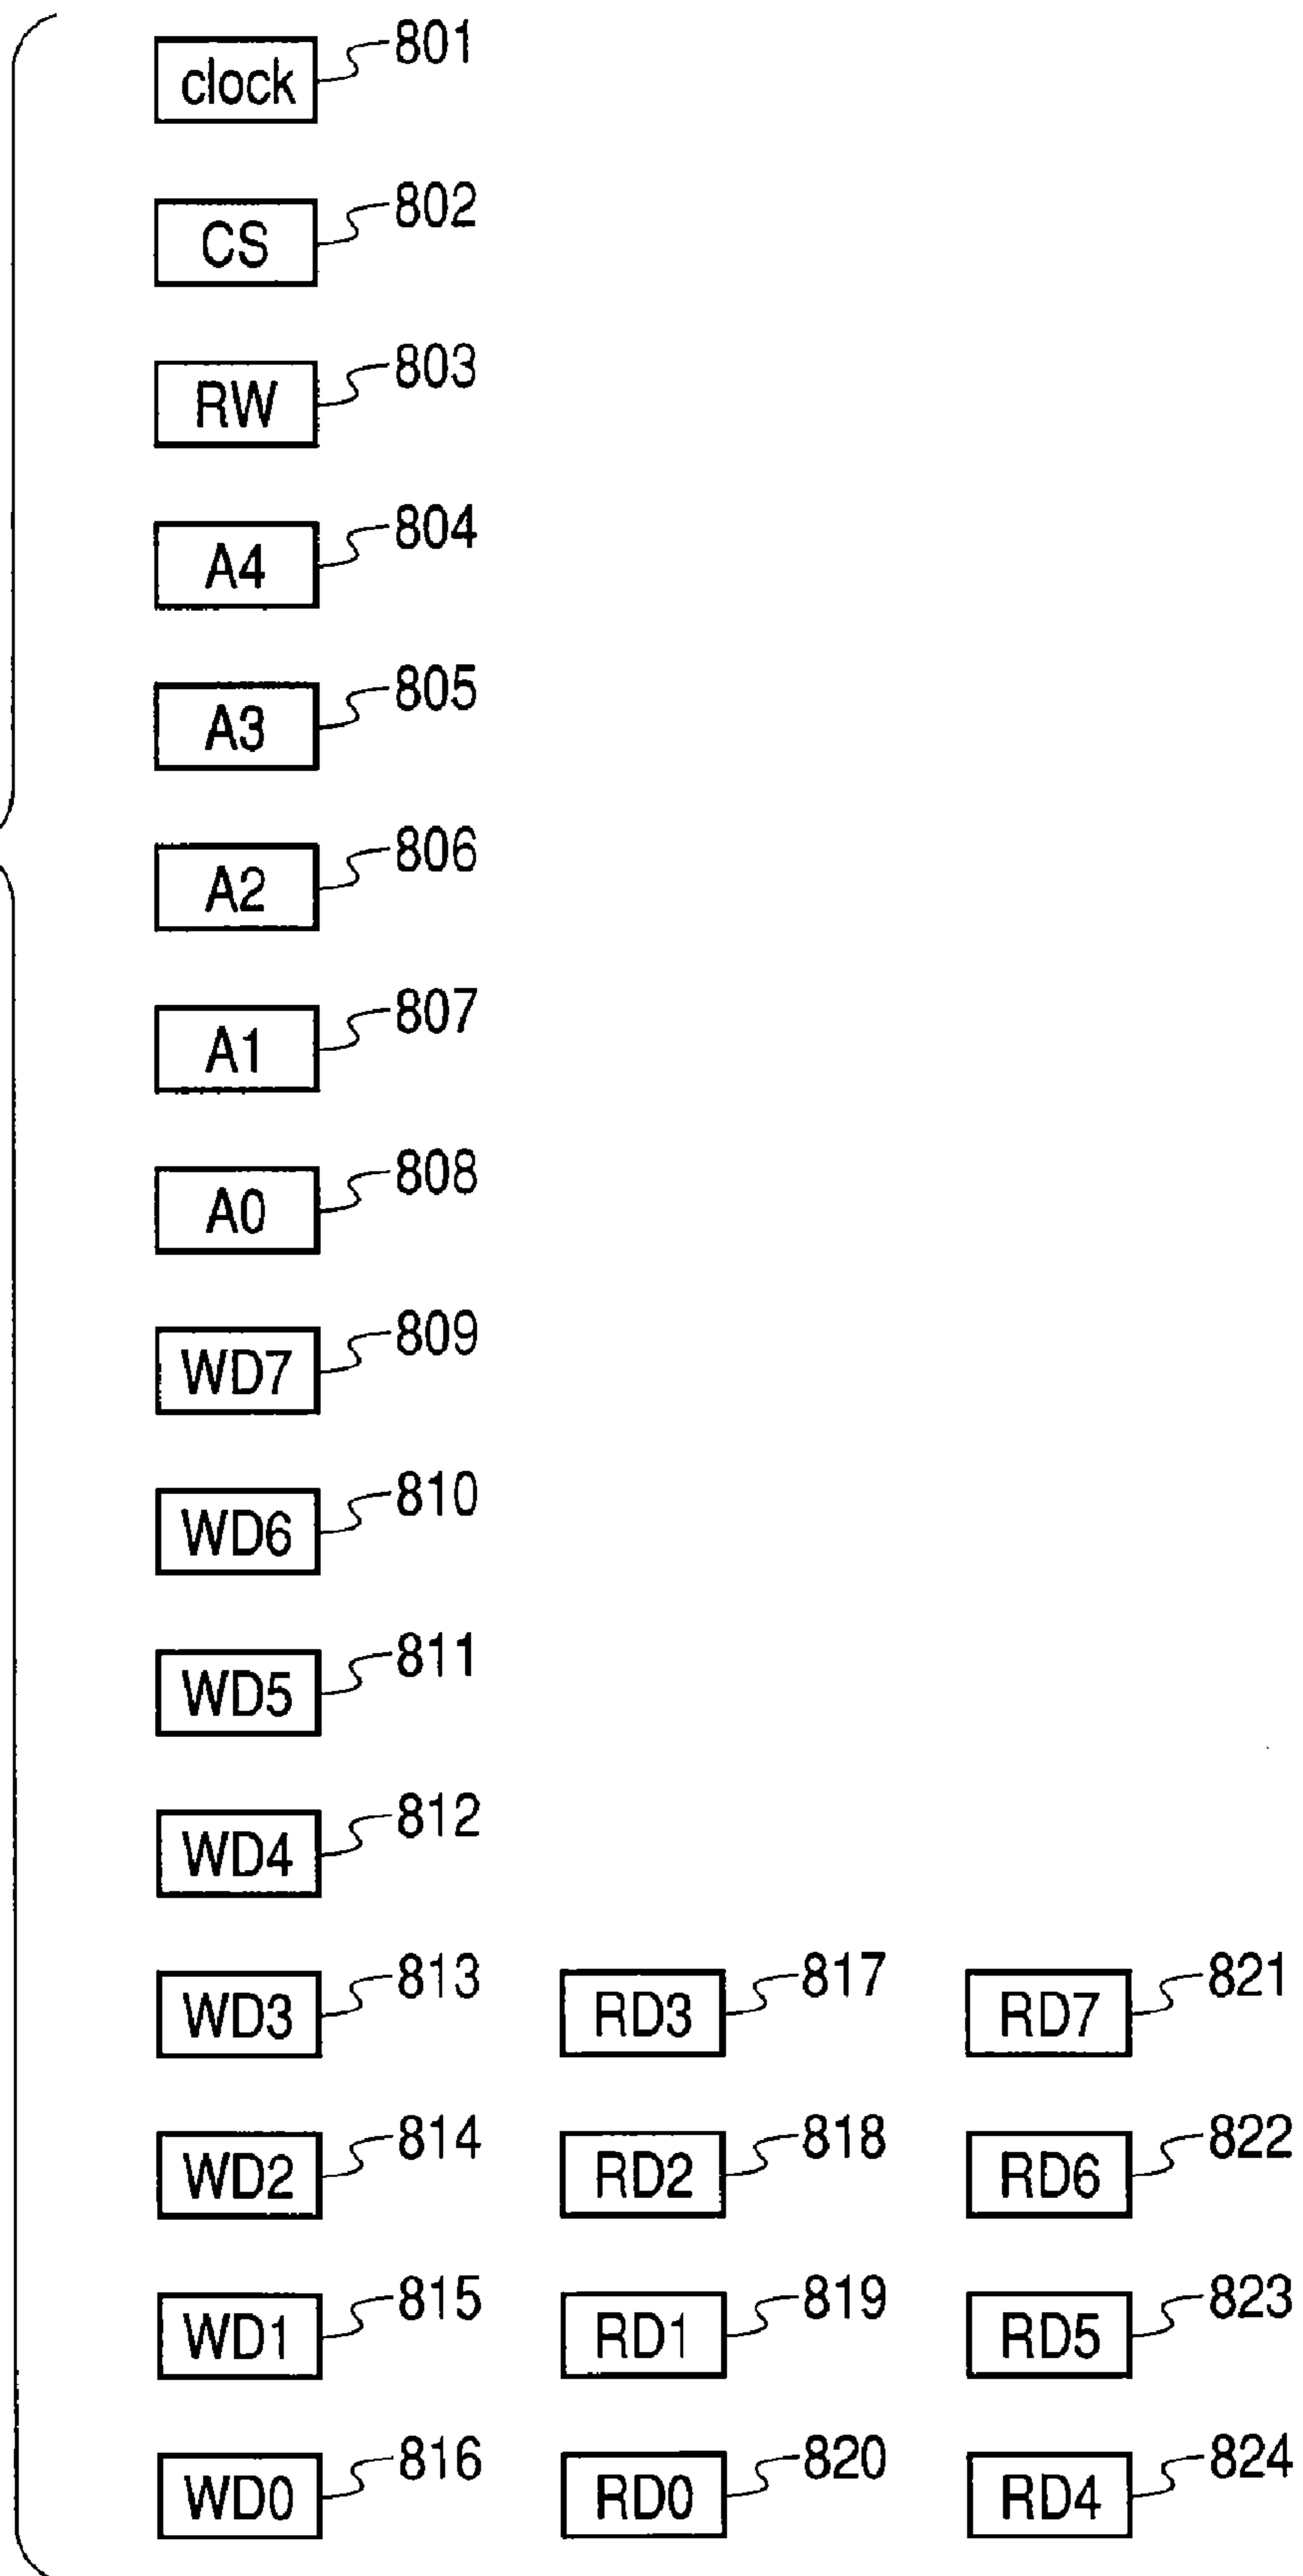 clock 801
CS 802
RW 803
A4 804
A3 805
A2 806
A1 807
A0 808
WD7 809
WD6 810
WD5 811
WD4 812
WD3 813 RD3 817 RD7 821
WD2 814 RD2 818 RD6 822
WD1 815 RD1 819 RD5 823
WD0 816 RD0 820 RD4 824